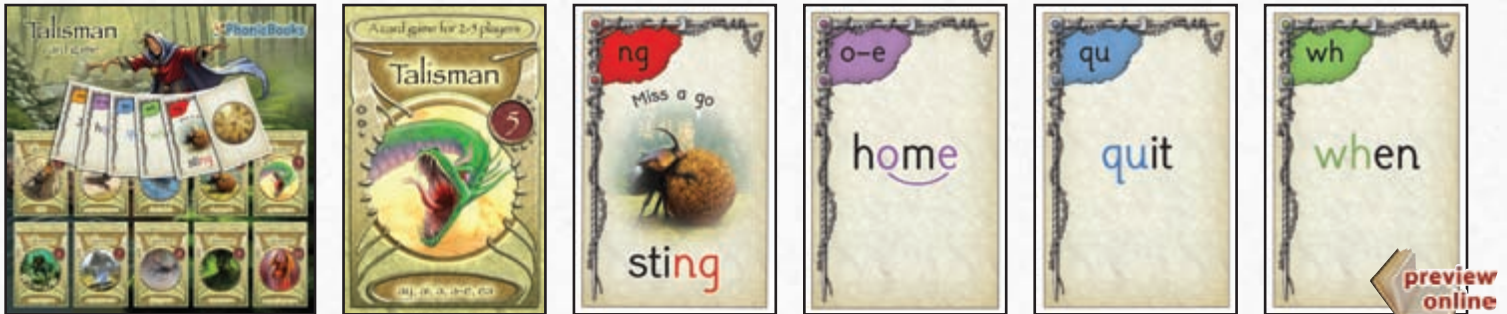 Talisman
card game
PhonicBooks
A card game for 2-5 players
Talisman
5
ay, ai, a, a-e, ea
ng
Miss a go
sting
o-e
home
qu
quit
wh
when
preview
online